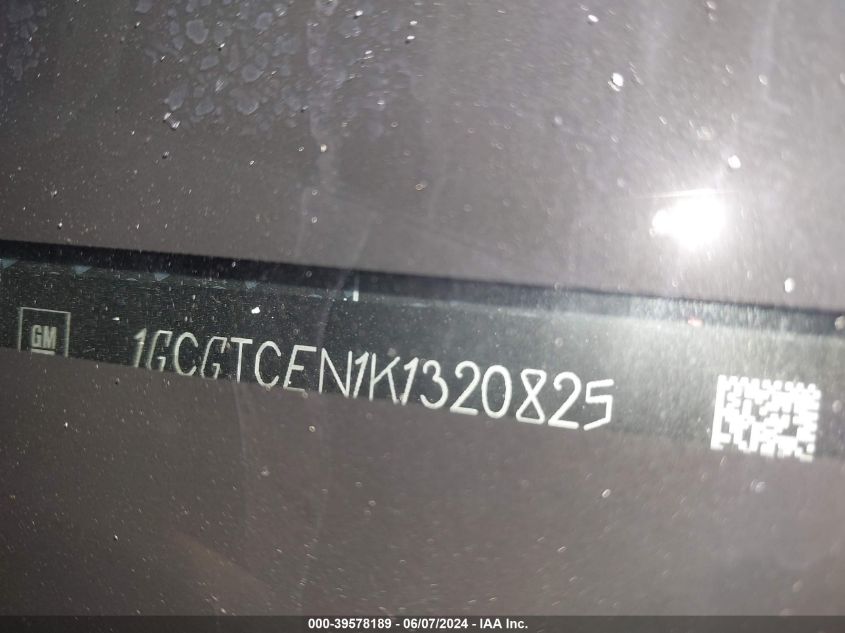 GM
1GCGTCEN1K1320825
000-39578189 - 06/07/2024 - IAA Inc.